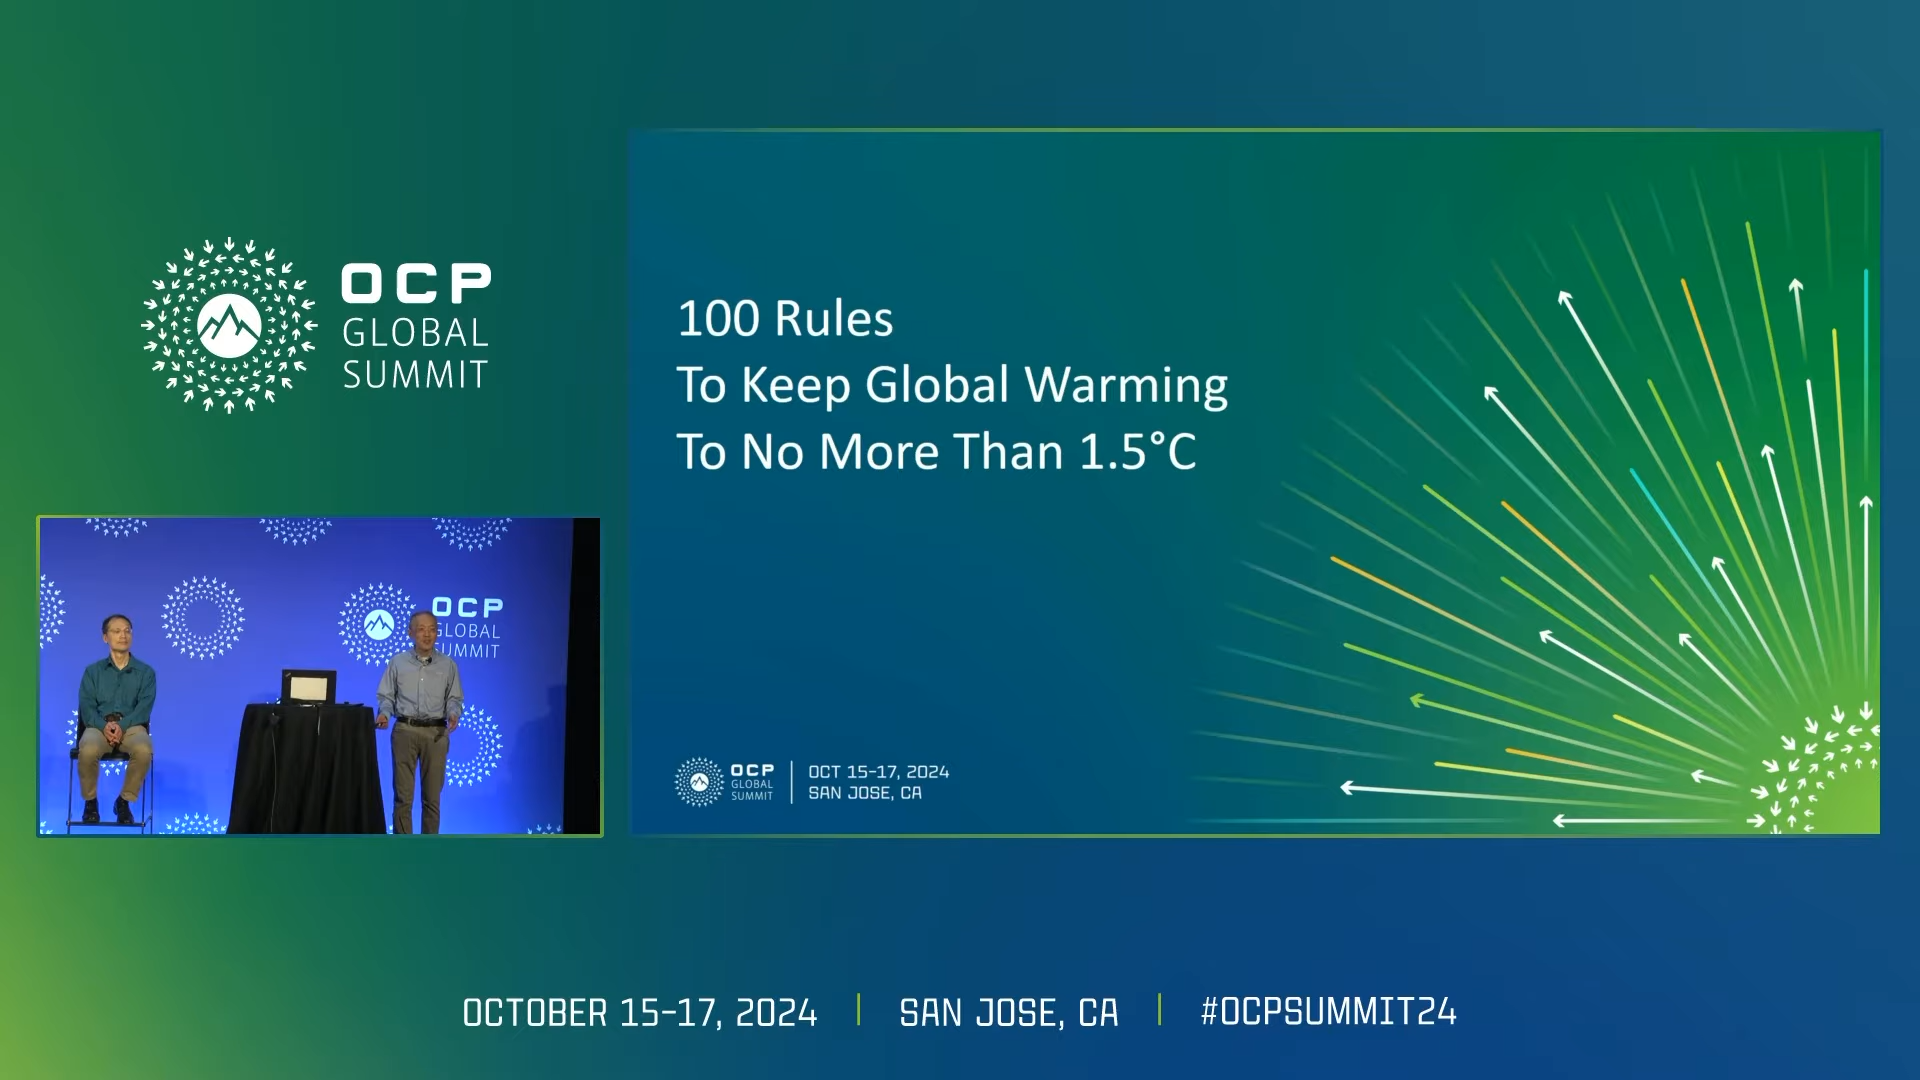 OCP
GLOBAL
SUMMIT
100 Rules
To Keep Global Warming
To No More Than 1.5°C
OCP
GLOBAL
SUMMIT
OCT 15-17, 2024
SAN JOSE, CA
OCP
GLOBAL
SUMMIT
OCTOBER 15-17, 2024
SAN JOSE, CA
#OCPSUMMIT24